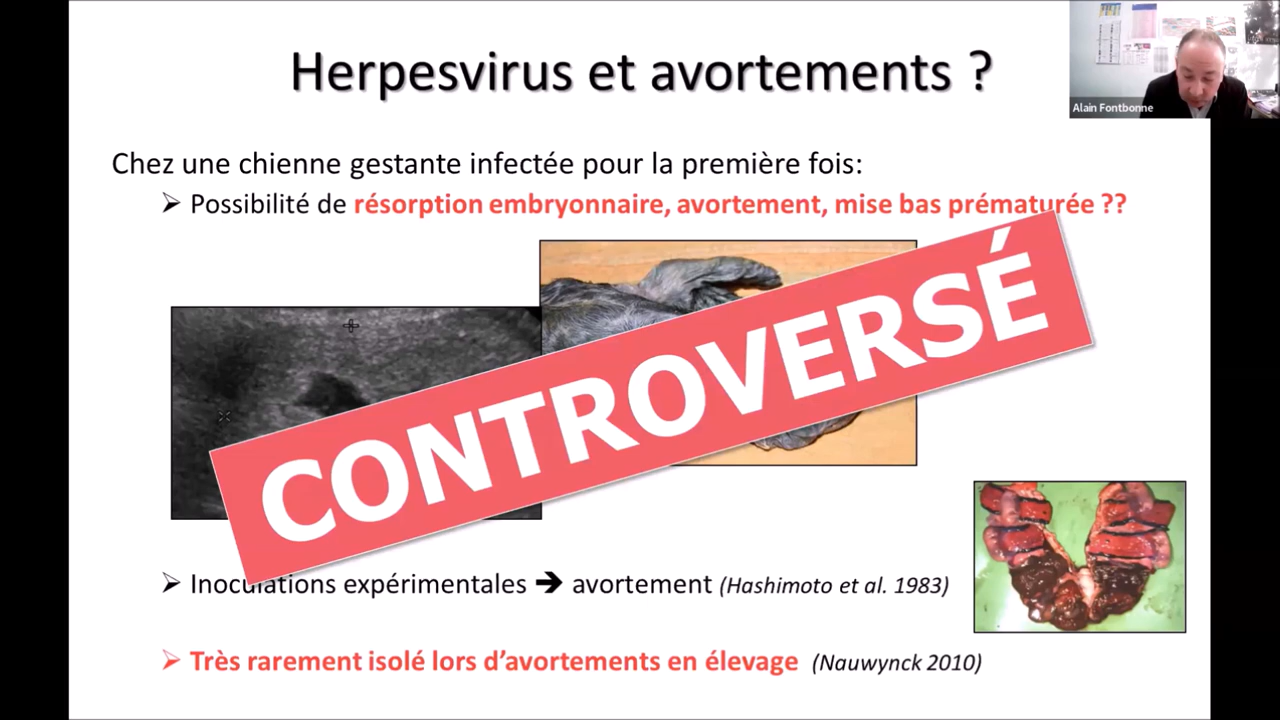 Herpesvirus et avortements ?
Alain Fontbonne
Chez une chienne gestante infectée pour la première fois:
➢ Possibilité de résorption embryonnaire, avortement, mise bas prématurée ??
CONTROVERSÉ
➢ Inoculations expérimentales ➔ avortement (Hashimoto et al. 1983)
➢ Très rarement isolé lors d’avortements en élevage (Nauwynck 2010)